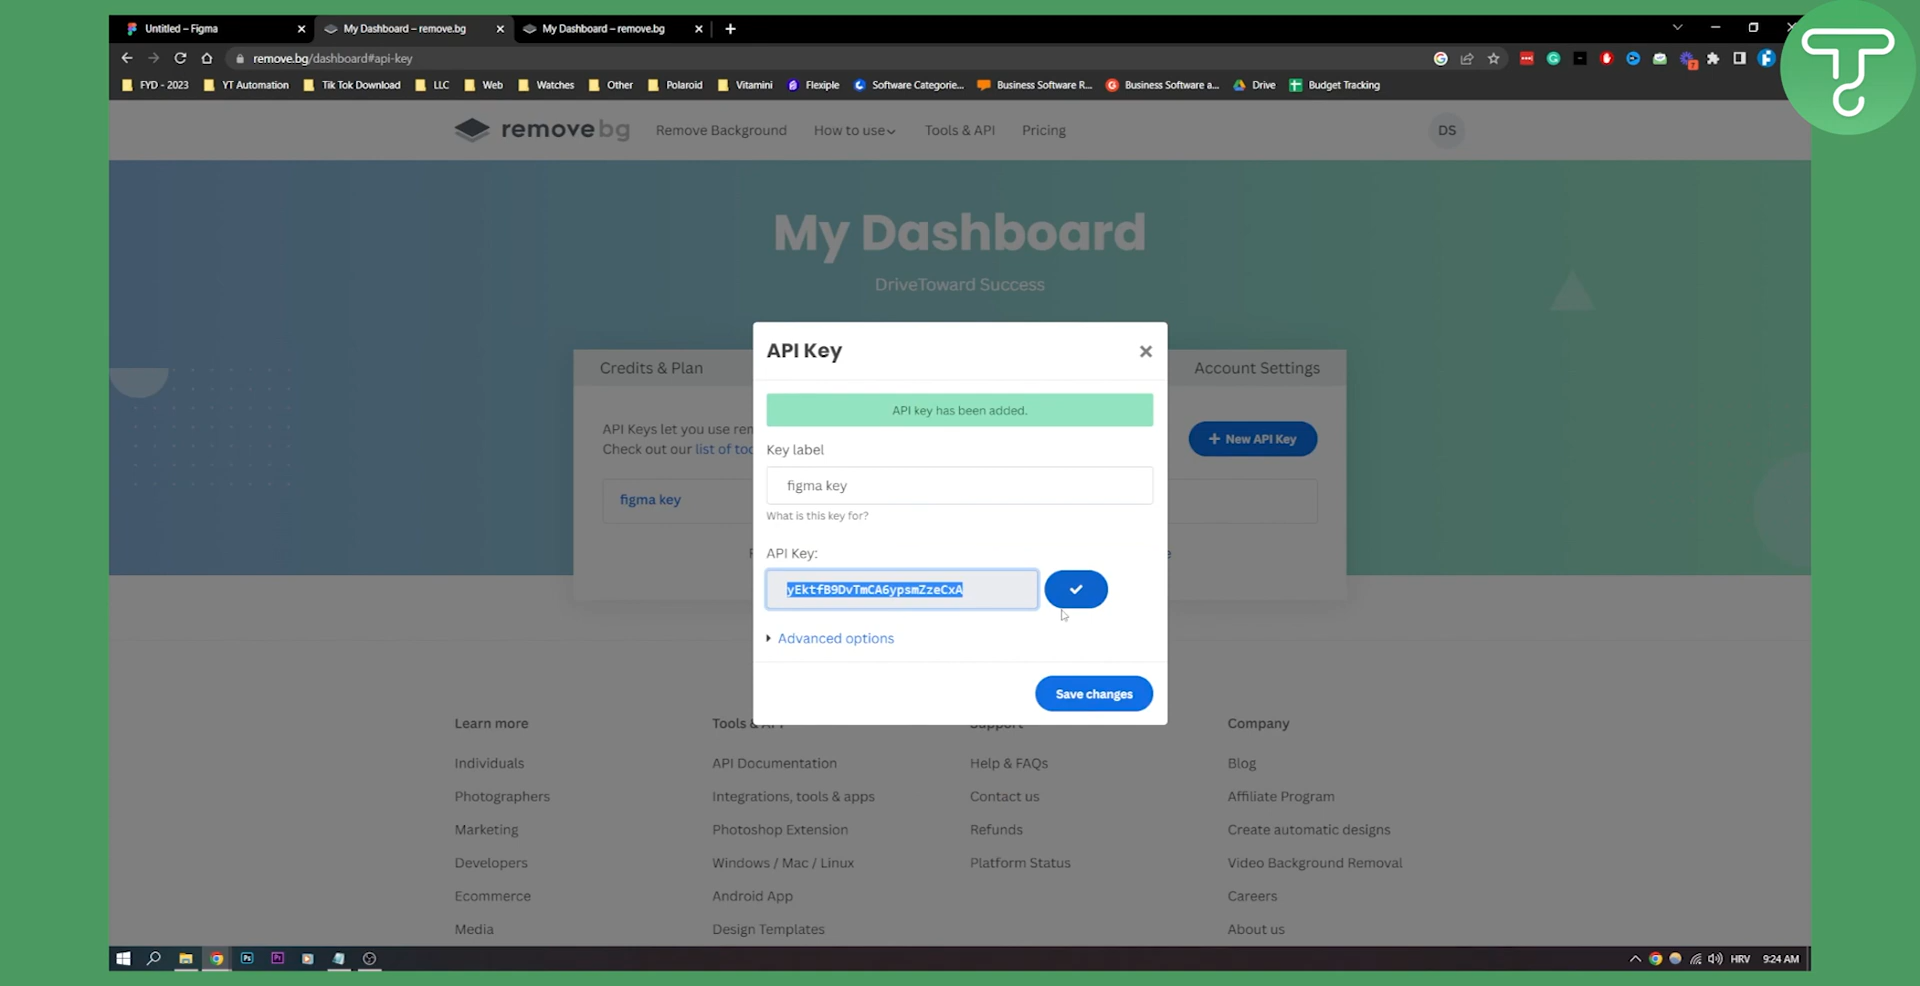 Untitled – Figma
My Dashboard – remove.bg
My Dashboard – remove.bg
remove.bg/dashboard#api-key
FYD - 2023
YT Automation
Tik Tok Download
LLC
Web
Watches
Other
Polaroid
Vitamini
Flexiple
Software Categorie...
Business Software R...
Business Software a...
Drive
Budget Tracking
removebg
Remove Background
How to use
Tools & API
Pricing
DS
My Dashboard
DriveToward Success
Credits & Plan
Account Settings
API Keys let you use rem
Check out our list of too
+ New API Key
figma key
API Key
API key has been added.
Key label
figma key
What is this key for?
API Key:
yEktfB9DvTmCA6ypsmZzeCxA
Advanced options
Save changes
Learn more
Tools & API
Support
Company
Individuals
API Documentation
Help & FAQs
Blog
Photographers
Integrations, tools & apps
Contact us
Affiliate Program
Marketing
Photoshop Extension
Refunds
Create automatic designs
Developers
Windows / Mac / Linux
Platform Status
Video Background Removal
Ecommerce
Android App
Careers
Media
Design Templates
About us
HRV
9:24 AM